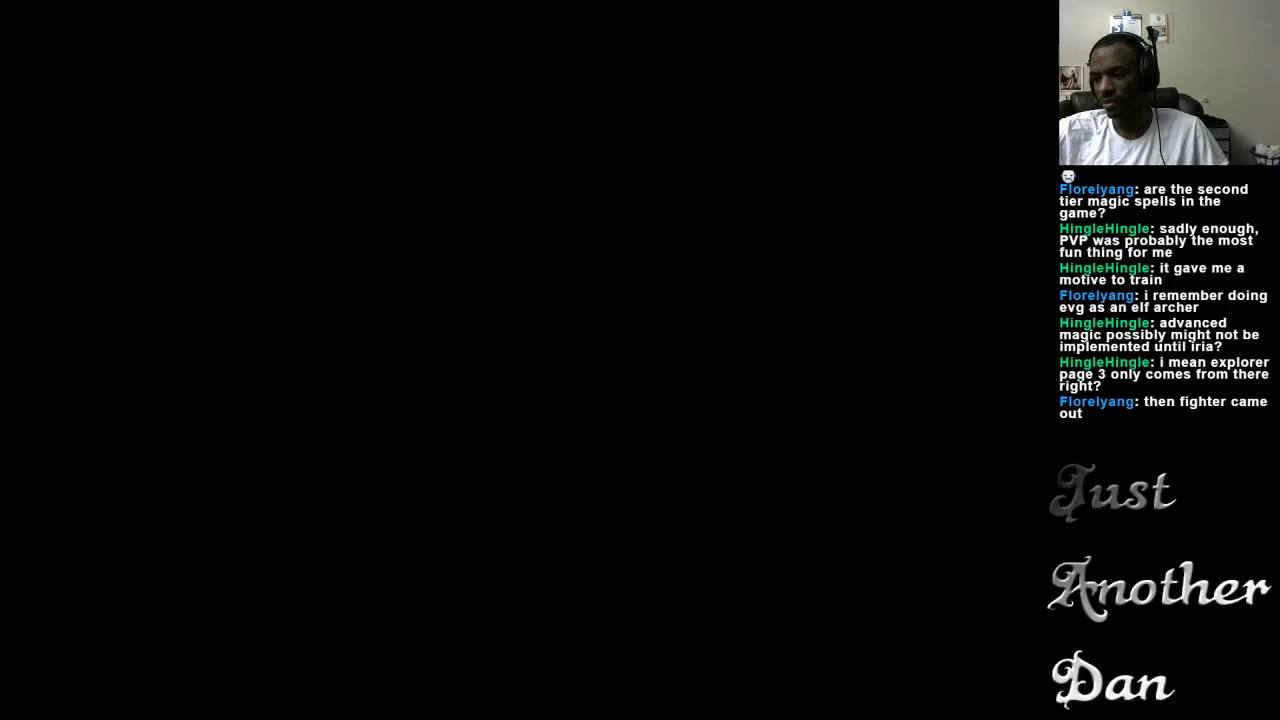 Florelyang: are the second
tier magic spells in the
game?
HingleHingle: sadly enough,
PVP was probably the most
fun thing for me
HingleHingle: it gave me a
motive to train
Florelyang: i remember doing
evg as an elf archer
HingleHingle: advanced
magic possibly might not be
implemented until iria?
HingleHingle: i mean explorer
page 3 only comes from there
right?
Florelyang: then fighter came
out
Just
Another
Dan